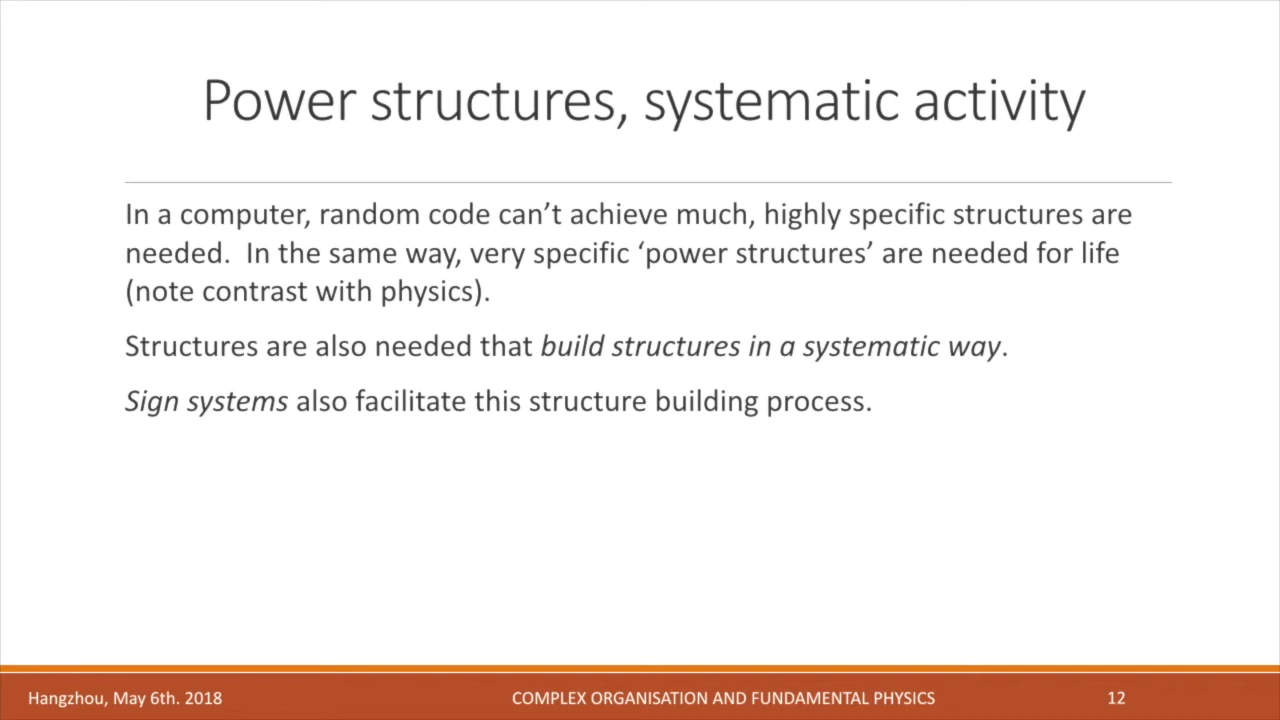 Power structures, systematic activity
In a computer, random code can’t achieve much, highly specific structures are
needed.  In the same way, very specific ‘power structures’ are needed for life
(note contrast with physics).
Structures are also needed that build structures in a systematic way.
Sign systems also facilitate this structure building process.
Hangzhou, May 6th. 2018
COMPLEX ORGANISATION AND FUNDAMENTAL PHYSICS
12